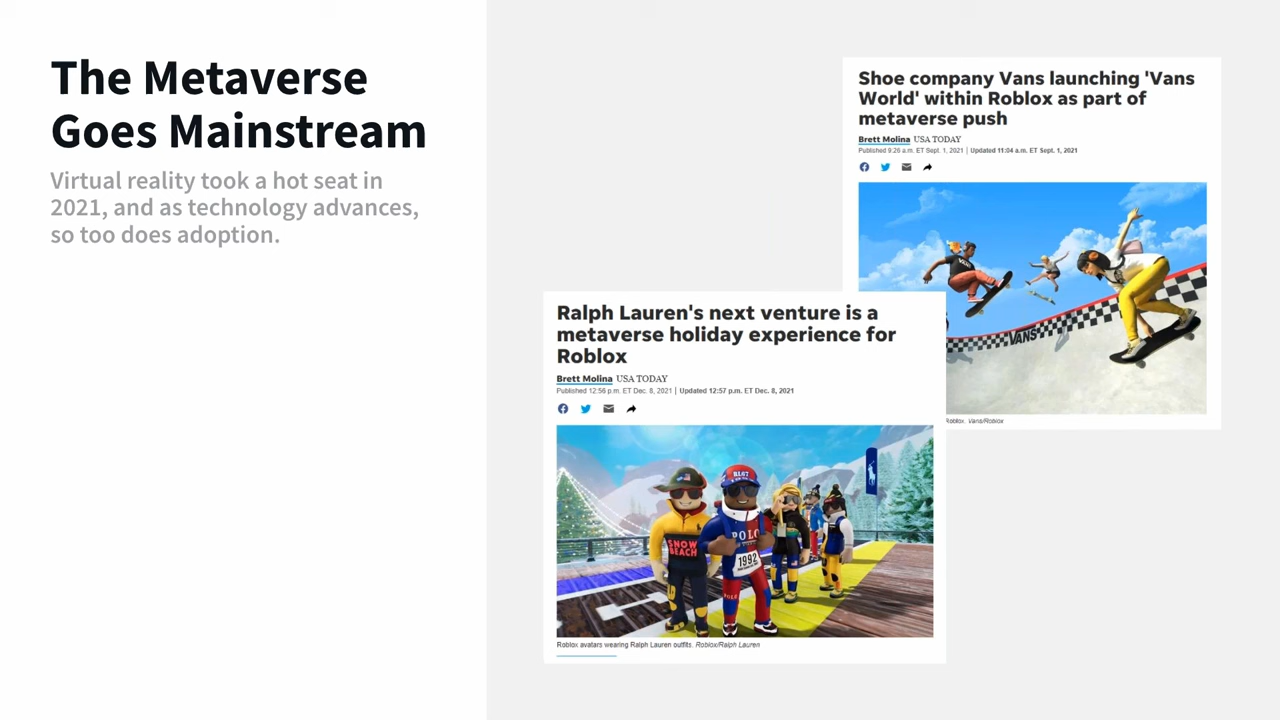 The Metaverse
Goes Mainstream
Virtual reality took a hot seat in
2021, and as technology advances,
so too does adoption.
Shoe company Vans launching 'Vans
World' within Roblox as part of
metaverse push
Brett Molina USA TODAY
Published 9:26 a.m. ET Sept. 1, 2021 | Updated 11:04 a.m. ET Sept. 1, 2021
VANS
VANS
Roblox. Vans/Roblox
Ralph Lauren's next venture is a
metaverse holiday experience for
Roblox
Brett Molina USA TODAY
Published 12:56 p.m. ET Dec. 8, 2021 | Updated 12:57 p.m. ET Dec. 8, 2021
RL67
SNOW
BEACH
POLO
1992
POLO
Roblox avatars wearing Ralph Lauren outfits. Roblox/Ralph Lauren